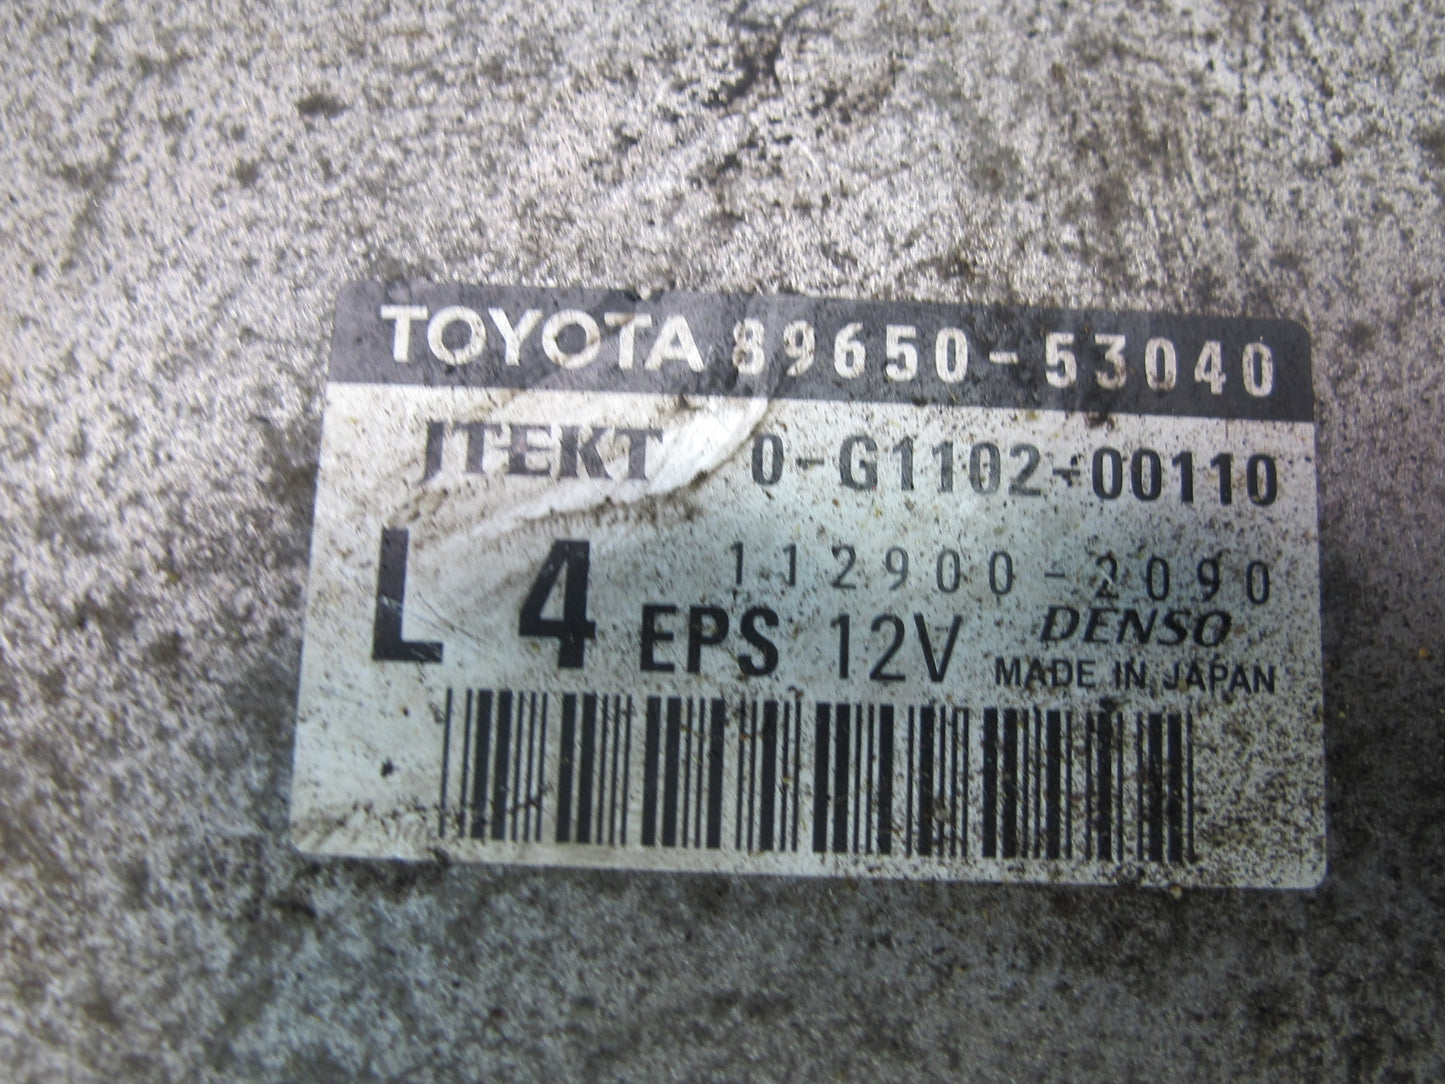 TOYOTA 89650-53040
JTEKT 0-G1102-00110
112900-2090
L 4 EPS 12V DENSO
MADE IN JAPAN